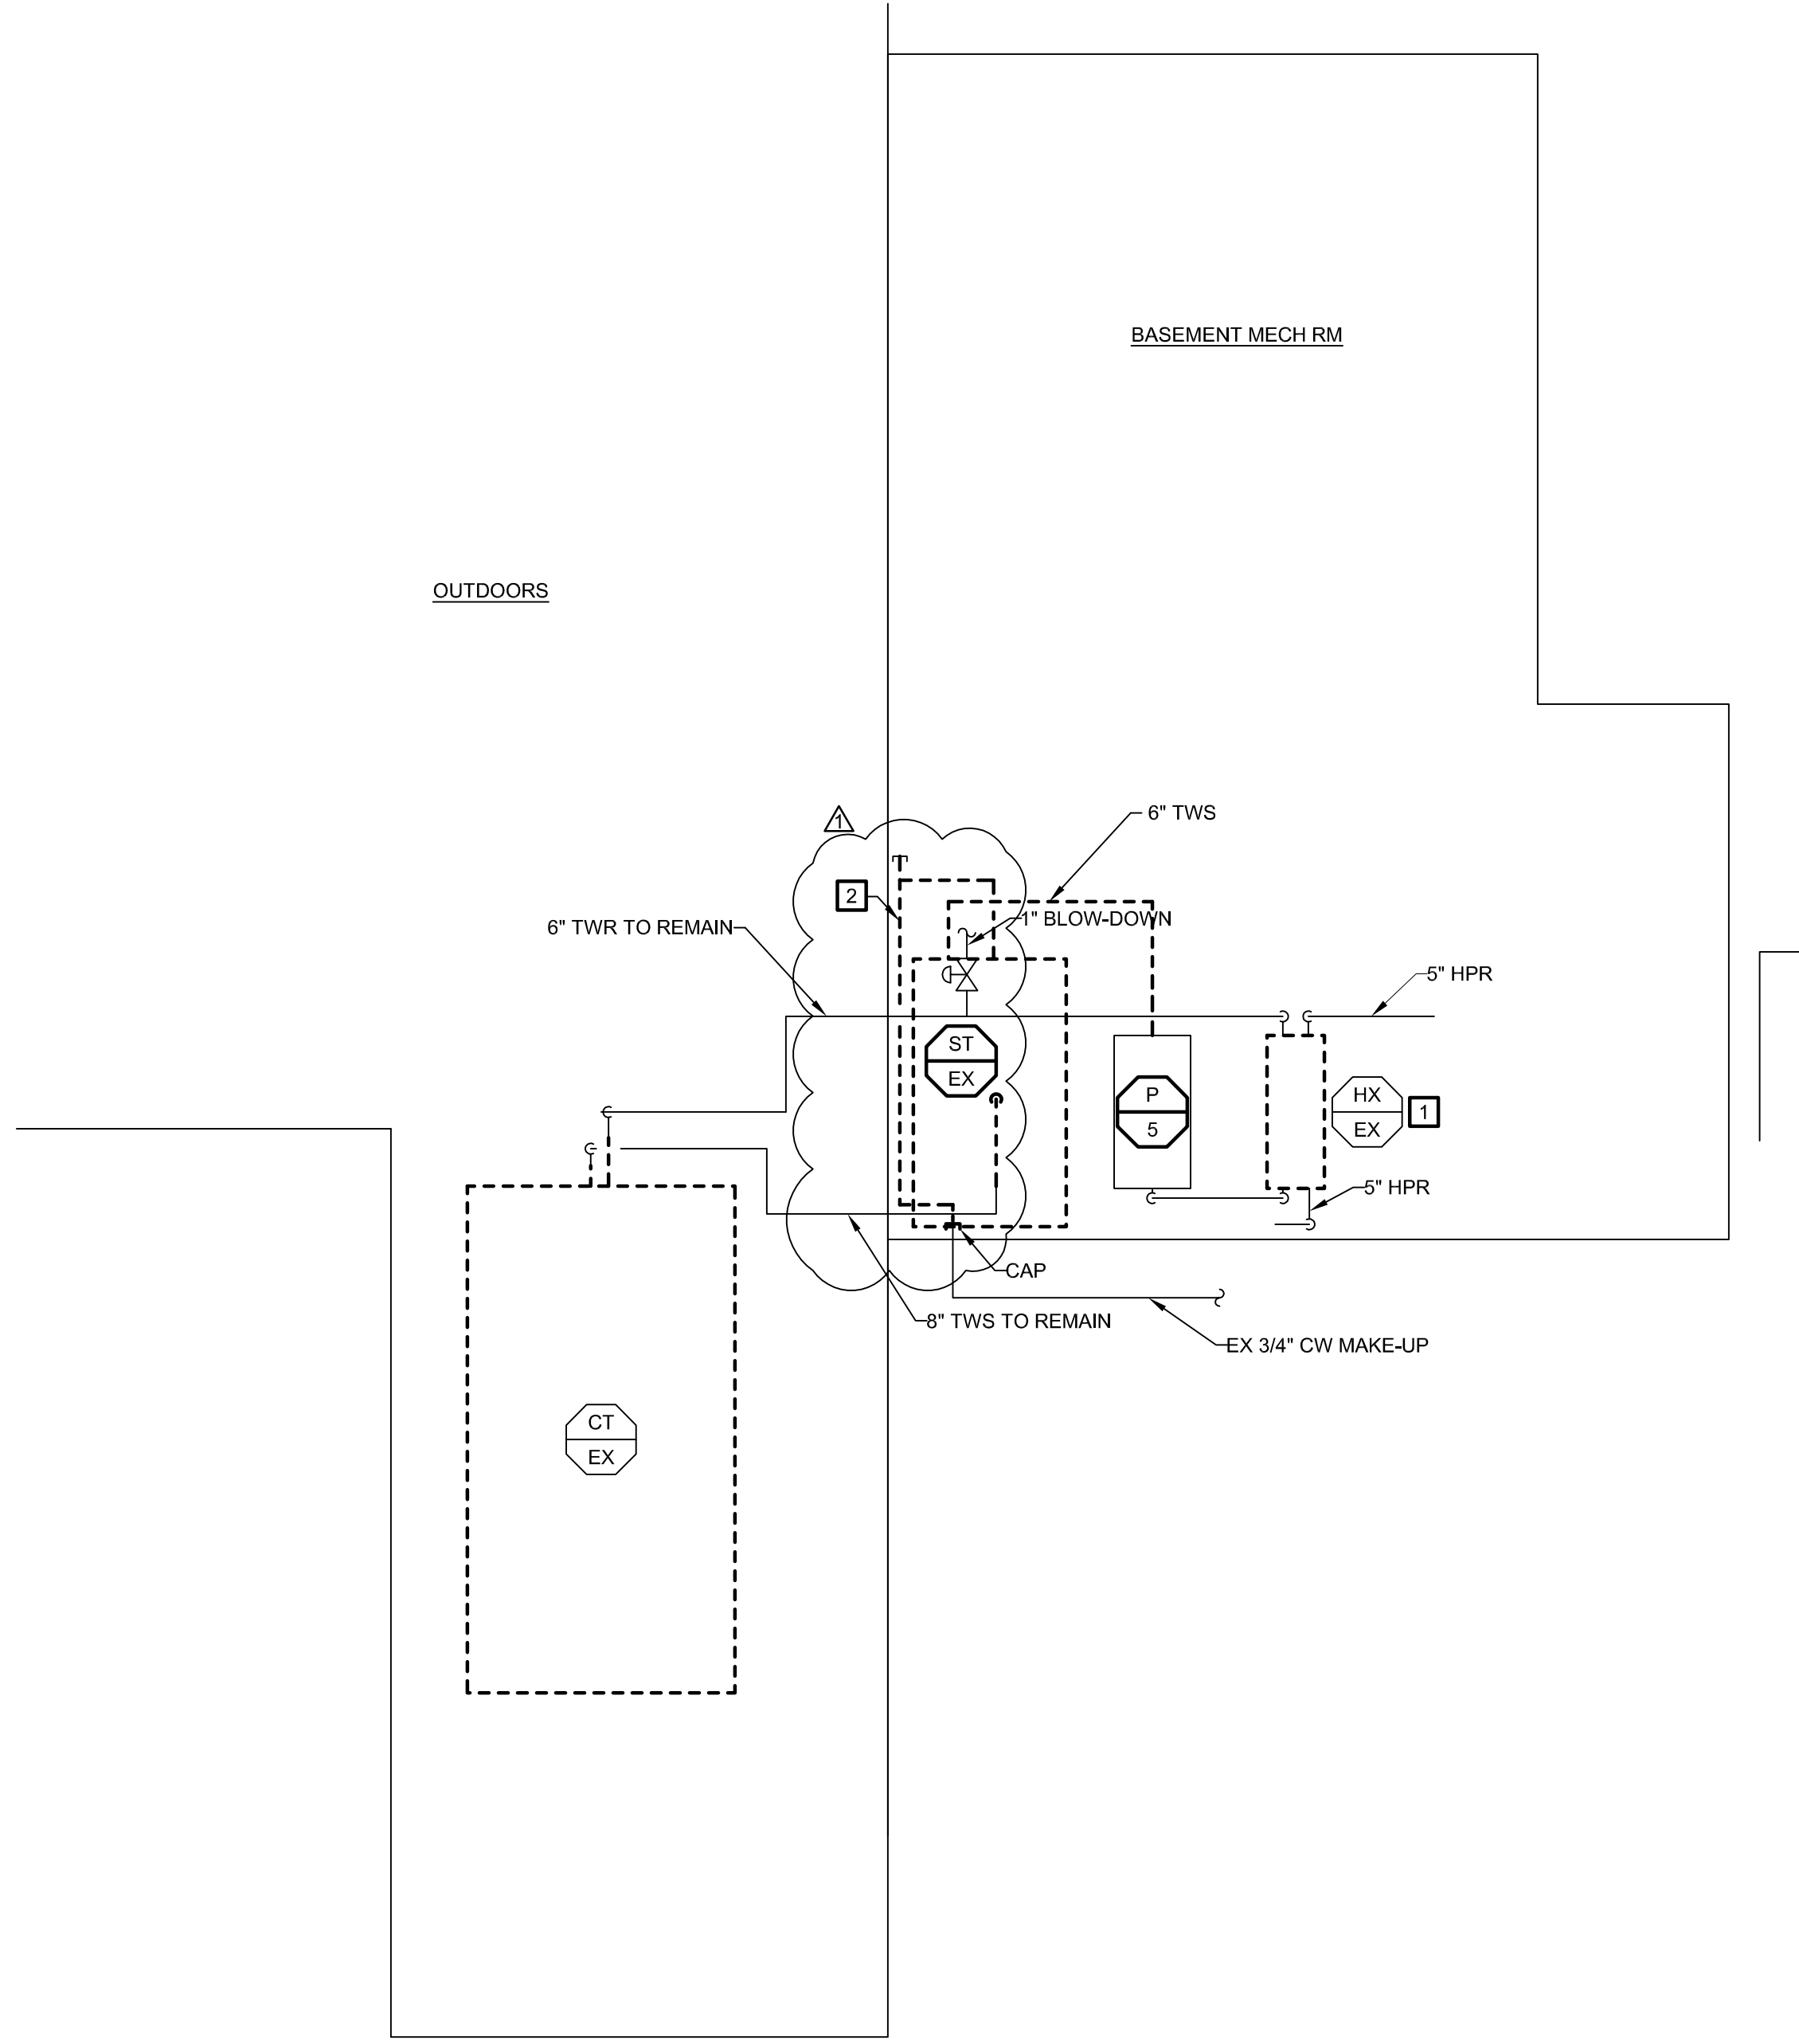 BASEMENT MECH RM
OUTDOORS
6" TWS
1
2
1" BLOW-DOWN
6" TWR TO REMAIN
5" HPR
ST
EX
P
5
HX
EX
1
5" HPR
CAP
8" TWS TO REMAIN
EX 3/4" CW MAKE-UP
CT
EX